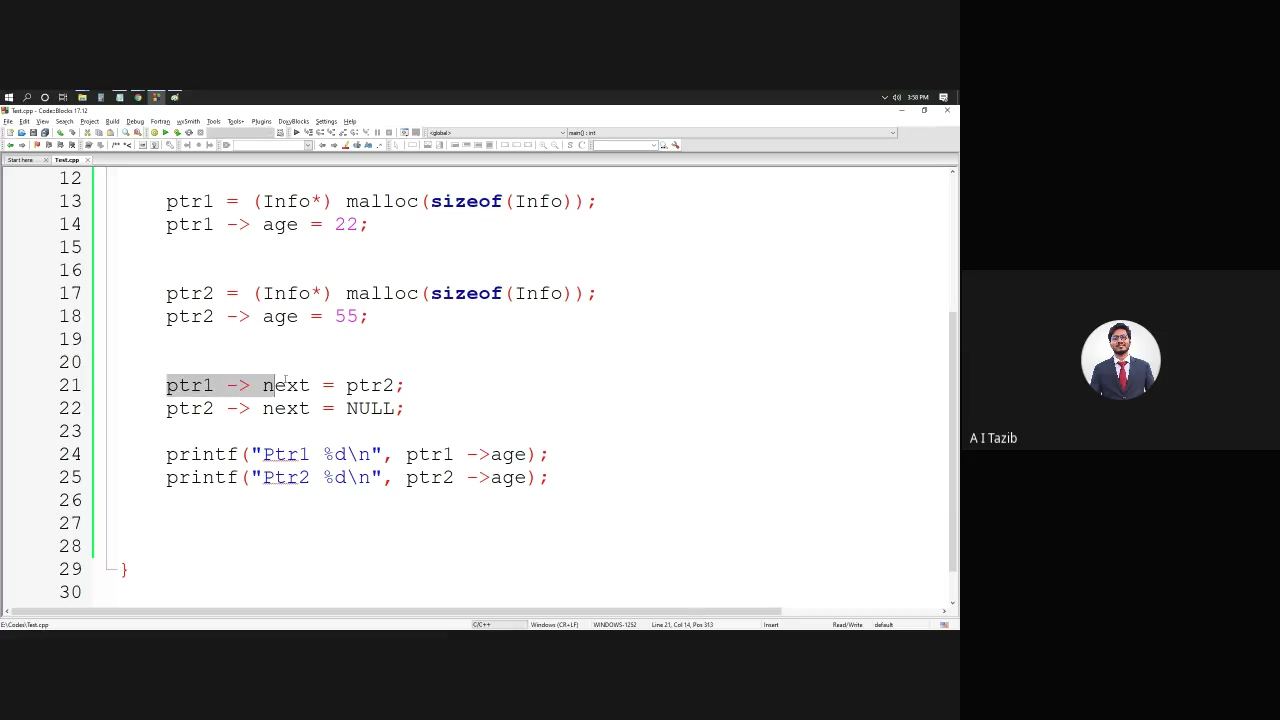 3:58 PM
Test.cpp - Code::Blocks 17.12
File Edit View Search Project Build Debug Fortran wxSmith Tools Tools+ Plugins DoxyBlocks Settings Help
<global> main() : int
Start here Test.cpp
12
13 ptr1 = (Info*) malloc(sizeof(Info));
14 ptr1 -> age = 22;
15
16
17 ptr2 = (Info*) malloc(sizeof(Info));
18 ptr2 -> age = 55;
19
20
21 ptr1 -> next = ptr2;
22 ptr2 -> next = NULL;
23
24 printf("Ptr1 %d\n", ptr1 ->age);
25 printf("Ptr2 %d\n", ptr2 ->age);
26
27
28
29 }
30
E:\Codes\Test.cpp C/C++ Windows (CR+LF) WINDOWS-1252 Line 21, Col 14, Pos 313 Insert Read/Write default
A I Tazib